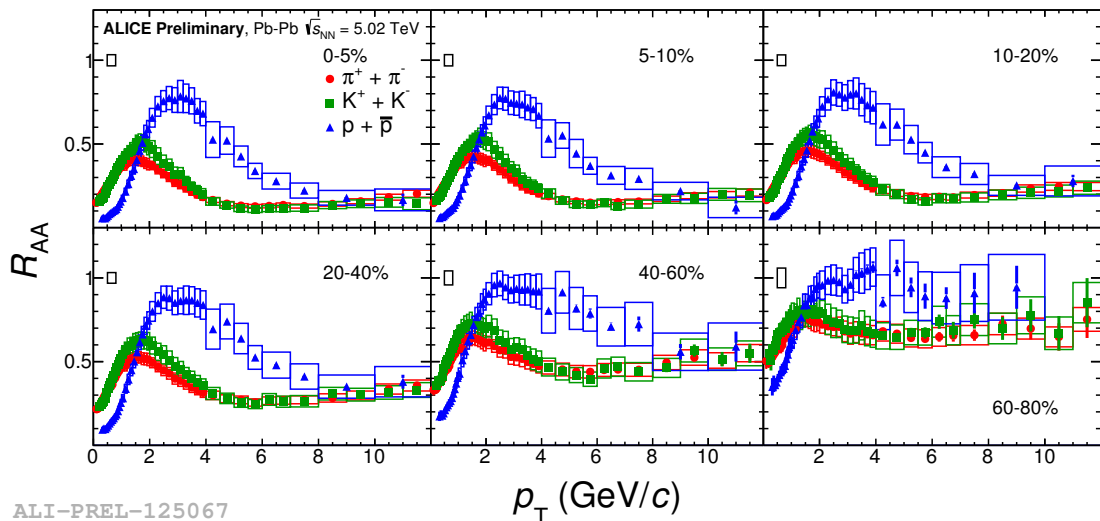 ALICE Preliminary, Pb-Pb √sNN = 5.02 TeV
0-5%
π⁺ + π⁻
K⁺ + K⁻
p + p̅
5-10%
10-20%
1
0.5
20-40%
40-60%
60-80%
1
0.5
RAA
0 2 4 6 8 10 2 4 6 8 10 2 4 6 8 10
pT (GeV/c)
ALI-PREL-125067